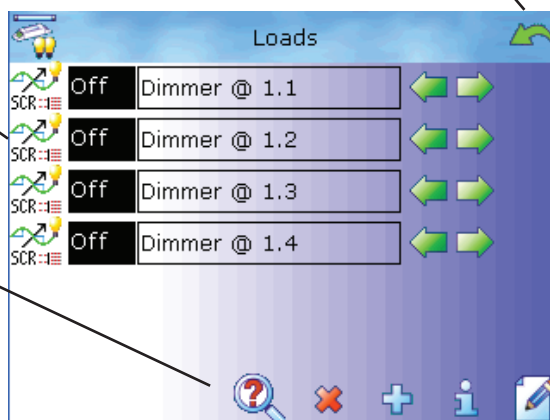 Loads
SCR Off Dimmer @ 1.1
SCR Off Dimmer @ 1.2
SCR Off Dimmer @ 1.3
SCR Off Dimmer @ 1.4